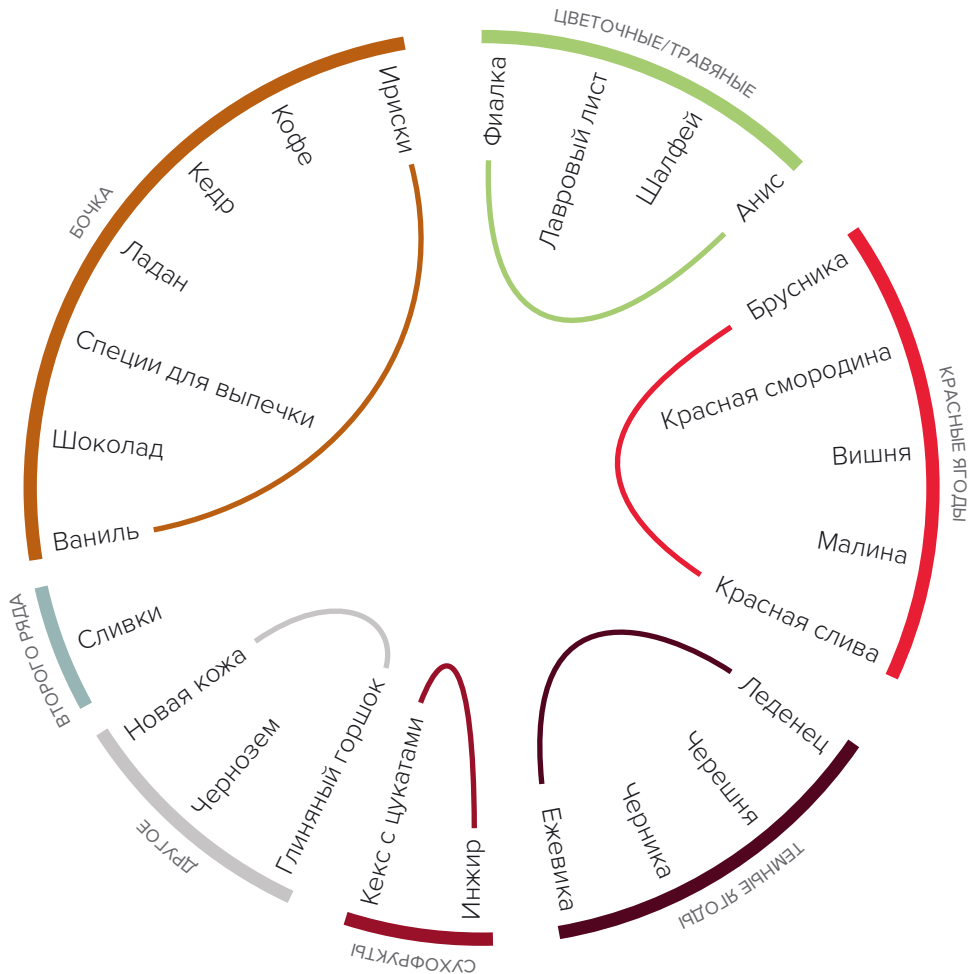 ЦВЕТОЧНЫЕ/ТРАВЯНЫЕ
Фиалка
Лавровый лист
Шалфей
Анис
КРАСНЫЕ ЯГОДЫ
Брусника
Красная смородина
Вишня
Малина
Красная слива
ТЕМНЫЕ ЯГОДЫ
Леденец
Черешня
Черника
Ежевика
СУХОФРУКТЫ
Инжир
Кекс с цукатами
ДРУГОЕ
Глиняный горшок
Чернозем
Новая кожа
ВТОРОГО РЯДА
Сливки
БОЧКА
Ваниль
Шоколад
Специи для выпечки
Ладан
Кедр
Кофе
Ириски